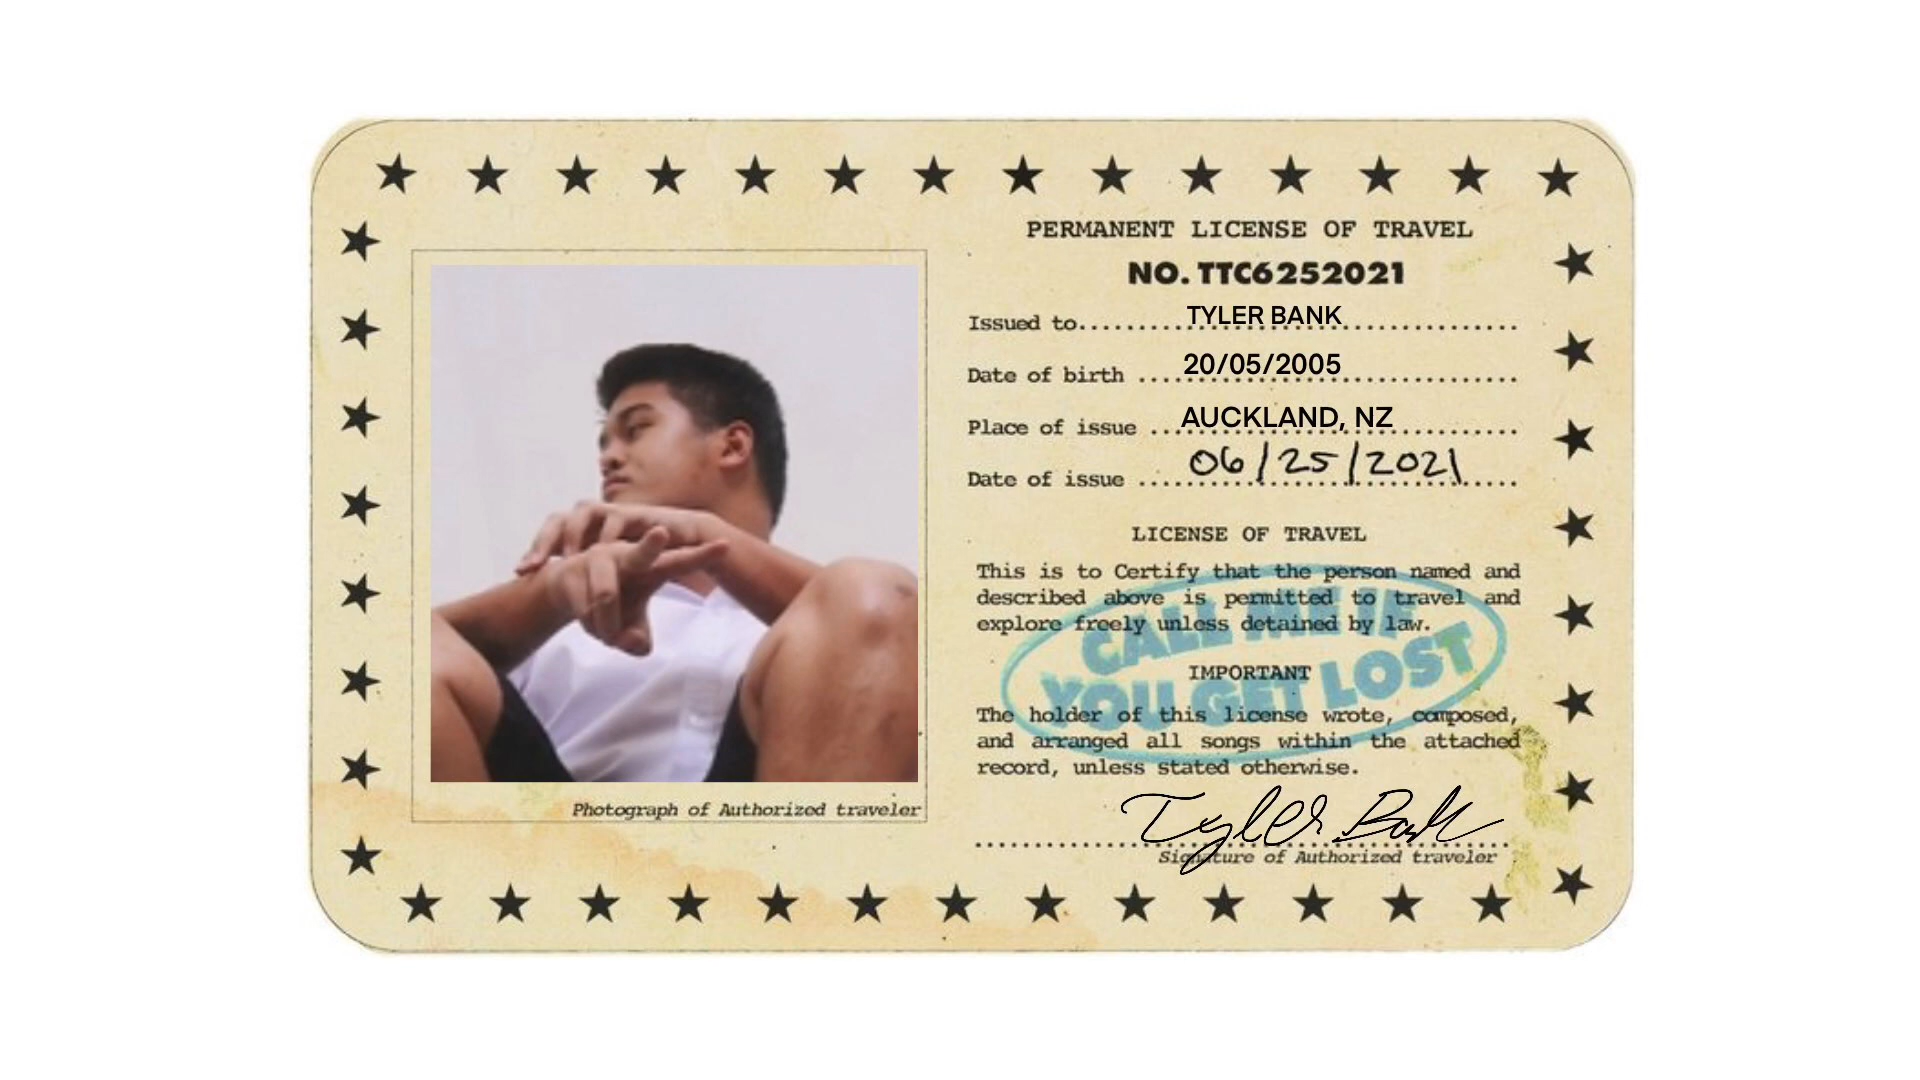 PERMANENT LICENSE OF TRAVEL
NO. TTC6252021
Issued to.................................... TYLER BANK
Date of birth ............................... 20/05/2005
Place of issue .............................. AUCKLAND, NZ
Date of issue ............................... 06/25/2021
LICENSE OF TRAVEL
This is to Certify that the person named and
described above is permitted to travel and
explore freely unless detained by law.
CALL ME IF
YOU GET LOST
IMPORTANT
The holder of this license wrote, composed,
and arranged all songs within the attached
record, unless stated otherwise.
Tyler Bank
Signature of Authorized traveler
Photograph of Authorized traveler